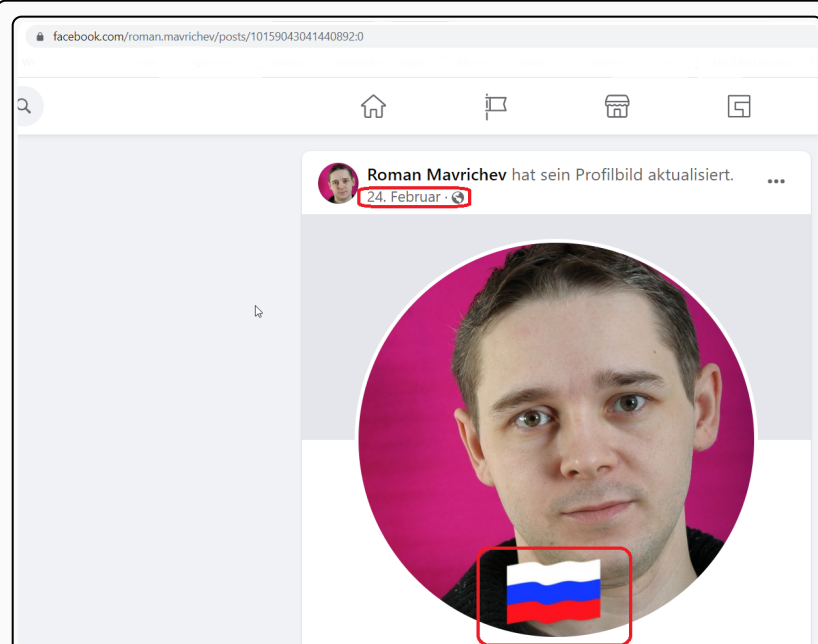 facebook.com/roman.mavrichev/posts/10159043041440892:0
Roman Mavrichev hat sein Profilbild aktualisiert.
24. Februar ·